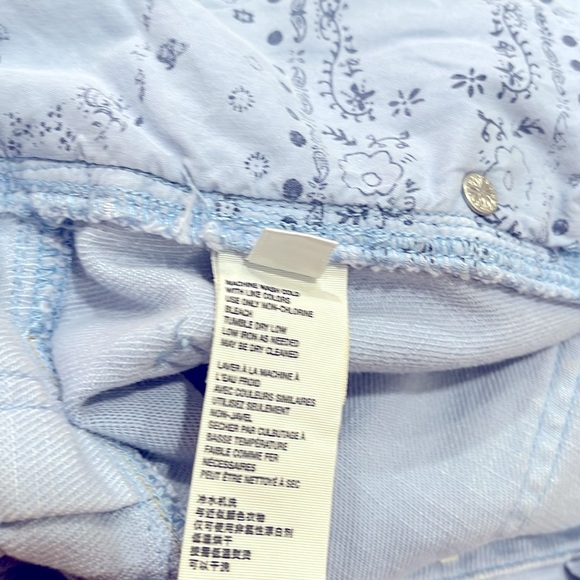 MACHINE WASH COLD
WITH LIKE COLORS
USE ONLY NON-CHLORINE
BLEACH
TUMBLE DRY LOW
LOW IRON AS NEEDED
MAY BE DRY CLEANED
LAVER À LA MACHINE À
L'EAU FROID
AVEC COULEURS SIMILAIRES
UTILISEZ SEULEMENT
NON-JAVEL
SECHER PAR CULBUTAGE À
BASSE TEMPÉRATURE
FAIBLE COMME FER
NÉCESSAIRES
PEUT ÊTRE NETTOYÉ À SEC
冷水机洗
与近似颜色衣物
仅可使用非氯性漂白剂
低温烘干
按需低温熨烫
可以干洗